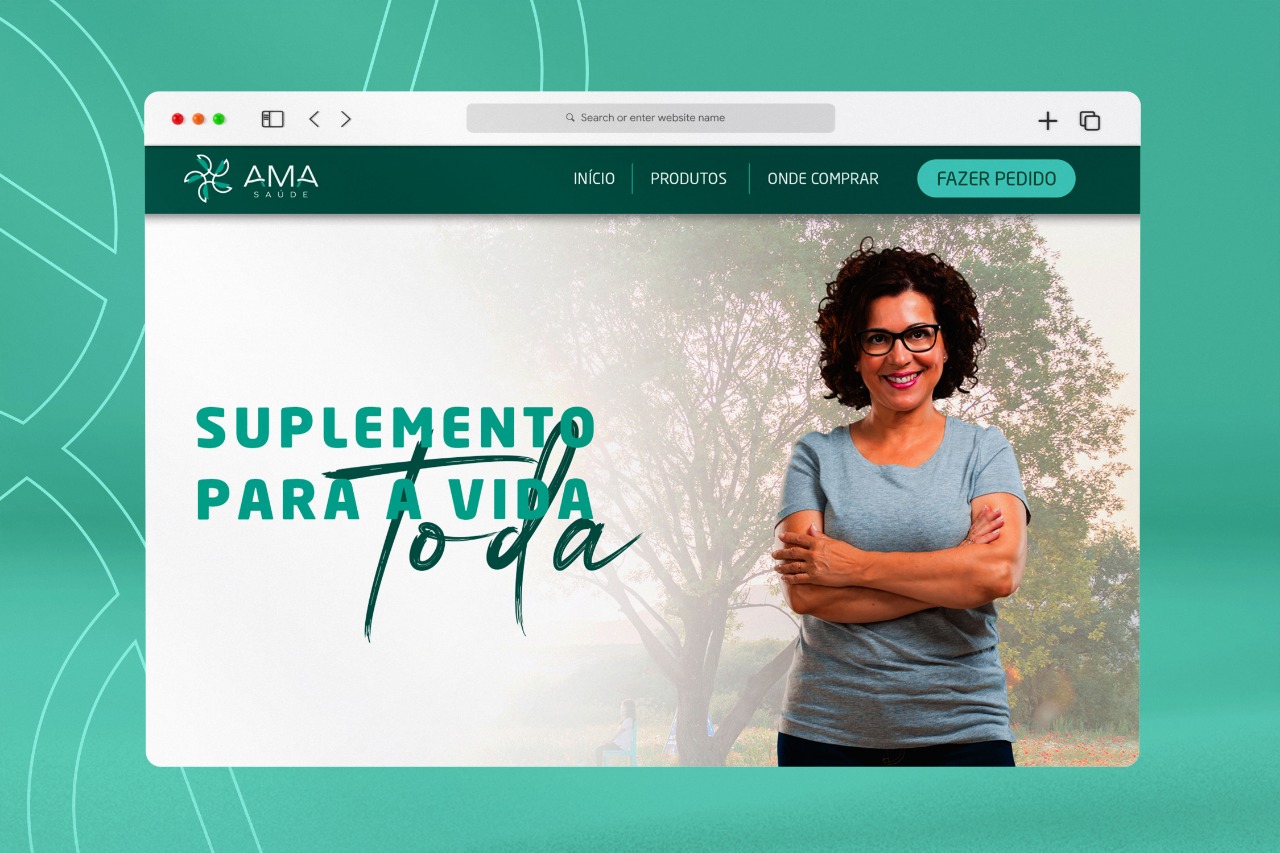 Search or enter website name
AMA
SAÚDE
INÍCIO
PRODUTOS
ONDE COMPRAR
FAZER PEDIDO
SUPLEMENTO
PARA A VIDA
toda